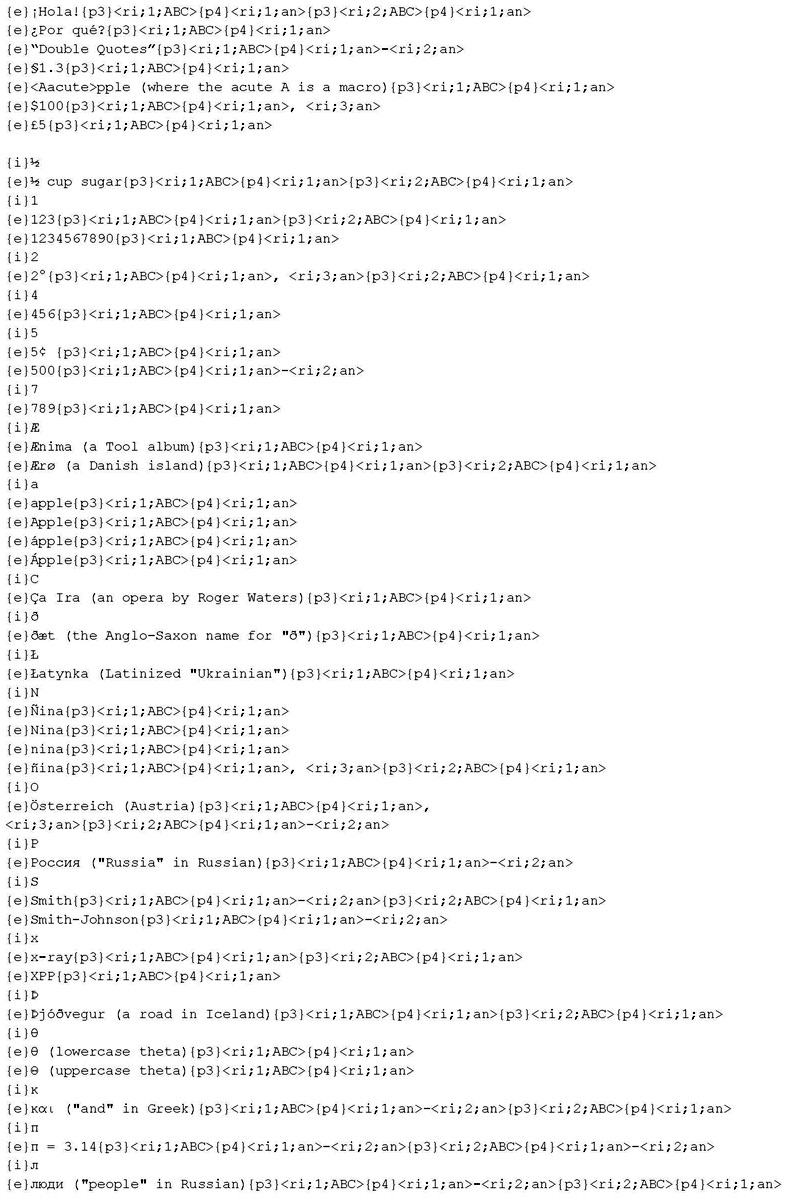 {e}¡Hola!{p3}<ri;1;ABC>{p4}<ri;1;an>{p3}<ri;2;ABC>{p4}<ri;1;an>
{e}¿Por qué?{p3}<ri;1;ABC>{p4}<ri;1;an>
{e}“Double Quotes”{p3}<ri;1;ABC>{p4}<ri;1;an>-<ri;2;an>
{e}§1.3{p3}<ri;1;ABC>{p4}<ri;1;an>
{e}<Aacute>pple (where the acute A is a macro){p3}<ri;1;ABC>{p4}<ri;1;an>
{e}$100{p3}<ri;1;ABC>{p4}<ri;1;an>, <ri;3;an>
{e}£5{p3}<ri;1;ABC>{p4}<ri;1;an>

{i}½
{e}½ cup sugar{p3}<ri;1;ABC>{p4}<ri;1;an>{p3}<ri;2;ABC>{p4}<ri;1;an>
{i}1
{e}123{p3}<ri;1;ABC>{p4}<ri;1;an>{p3}<ri;2;ABC>{p4}<ri;1;an>
{e}1234567890{p3}<ri;1;ABC>{p4}<ri;1;an>
{i}2
{e}2°{p3}<ri;1;ABC>{p4}<ri;1;an>, <ri;3;an>{p3}<ri;2;ABC>{p4}<ri;1;an>
{i}4
{e}456{p3}<ri;1;ABC>{p4}<ri;1;an>
{i}5
{e}5¢ {p3}<ri;1;ABC>{p4}<ri;1;an>
{e}500{p3}<ri;1;ABC>{p4}<ri;1;an>-<ri;2;an>
{i}7
{e}789{p3}<ri;1;ABC>{p4}<ri;1;an>
{i}Æ
{e}Ænima (a Tool album){p3}<ri;1;ABC>{p4}<ri;1;an>
{e}Ærø (a Danish island){p3}<ri;1;ABC>{p4}<ri;1;an>{p3}<ri;2;ABC>{p4}<ri;1;an>
{i}a
{e}apple{p3}<ri;1;ABC>{p4}<ri;1;an>
{e}Apple{p3}<ri;1;ABC>{p4}<ri;1;an>
{e}ápple{p3}<ri;1;ABC>{p4}<ri;1;an>
{e}Ápple{p3}<ri;1;ABC>{p4}<ri;1;an>
{i}C
{e}Ça Ira (an opera by Roger Waters){p3}<ri;1;ABC>{p4}<ri;1;an>
{i}ð
{e}ðæt (the Anglo-Saxon name for "ð"){p3}<ri;1;ABC>{p4}<ri;1;an>
{i}Ł
{e}Łatynka (Latinized "Ukrainian"){p3}<ri;1;ABC>{p4}<ri;1;an>
{i}N
{e}Ñina{p3}<ri;1;ABC>{p4}<ri;1;an>
{e}Nina{p3}<ri;1;ABC>{p4}<ri;1;an>
{e}nina{p3}<ri;1;ABC>{p4}<ri;1;an>
{e}ñina{p3}<ri;1;ABC>{p4}<ri;1;an>, <ri;3;an>{p3}<ri;2;ABC>{p4}<ri;1;an>
{i}O
{e}Österreich (Austria){p3}<ri;1;ABC>{p4}<ri;1;an>,
<ri;3;an>{p3}<ri;2;ABC>{p4}<ri;1;an>-<ri;2;an>
{i}Р
{e}Россия ("Russia" in Russian){p3}<ri;1;ABC>{p4}<ri;1;an>-<ri;2;an>
{i}S
{e}Smith{p3}<ri;1;ABC>{p4}<ri;1;an>-<ri;2;an>{p3}<ri;2;ABC>{p4}<ri;1;an>
{e}Smith-Johnson{p3}<ri;1;ABC>{p4}<ri;1;an>-<ri;2;an>
{i}x
{e}x-ray{p3}<ri;1;ABC>{p4}<ri;1;an>{p3}<ri;2;ABC>{p4}<ri;1;an>
{e}XPP{p3}<ri;1;ABC>{p4}<ri;1;an>
{i}Þ
{e}Þjóðvegur (a road in Iceland){p3}<ri;1;ABC>{p4}<ri;1;an>{p3}<ri;2;ABC>{p4}<ri;1;an>
{i}θ
{e}θ (lowercase theta){p3}<ri;1;ABC>{p4}<ri;1;an>
{e}Θ (uppercase theta){p3}<ri;1;ABC>{p4}<ri;1;an>
{i}κ
{e}και ("and" in Greek){p3}<ri;1;ABC>{p4}<ri;1;an>-<ri;2;an>{p3}<ri;2;ABC>{p4}<ri;1;an>
{i}π
{e}π = 3.14{p3}<ri;1;ABC>{p4}<ri;1;an>-<ri;2;an>{p3}<ri;2;ABC>{p4}<ri;1;an>-<ri;2;an>
{i}л
{e}люди ("people" in Russian){p3}<ri;1;ABC>{p4}<ri;1;an>-<ri;2;an>{p3}<ri;2;ABC>{p4}<ri;1;an>